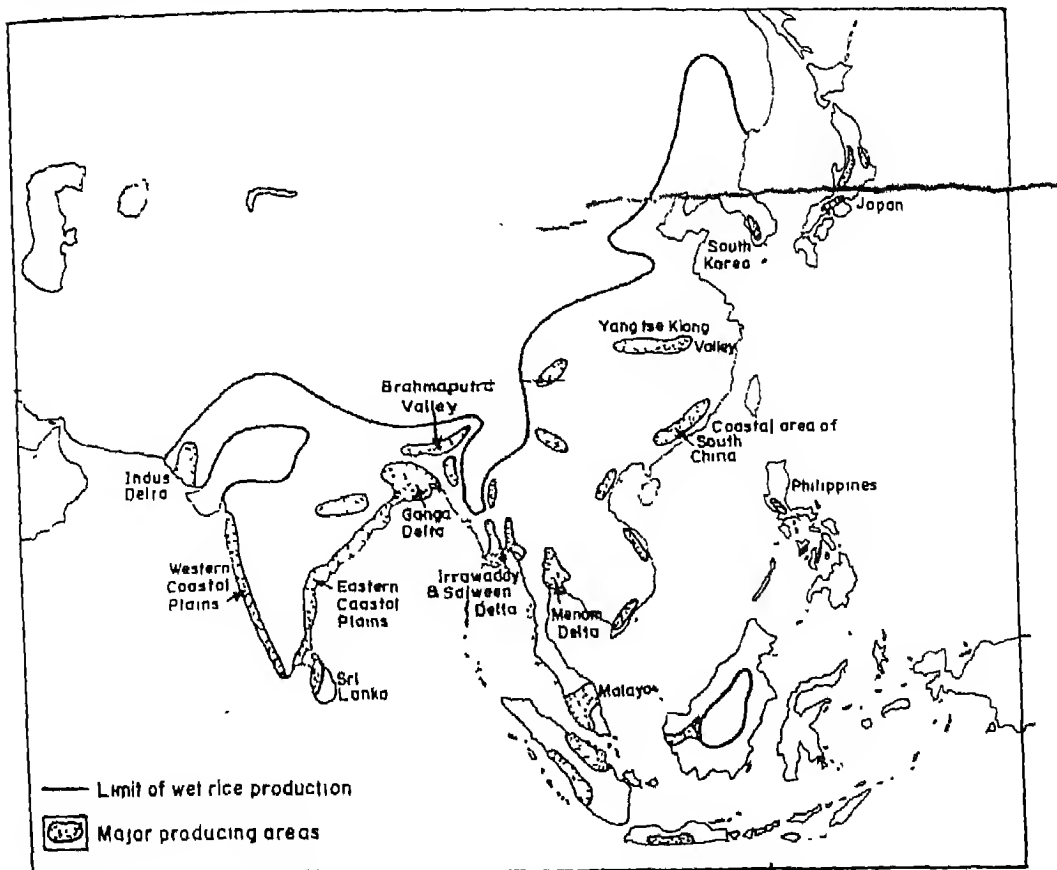 Japan
South
Korea
Yangtse Kiang
Valley
Brahmaputra
Valley
Coastal area of
South
China
Indus
Delta
Philippines
Ganga
Delta
Western
Coastal
Plains
Eastern
Coastal
Plains
Irrawaddy
& Salween
Delta
Menam
Delta
Sri
Lanka
Malaya
Limit of wet rice production
Major producing areas